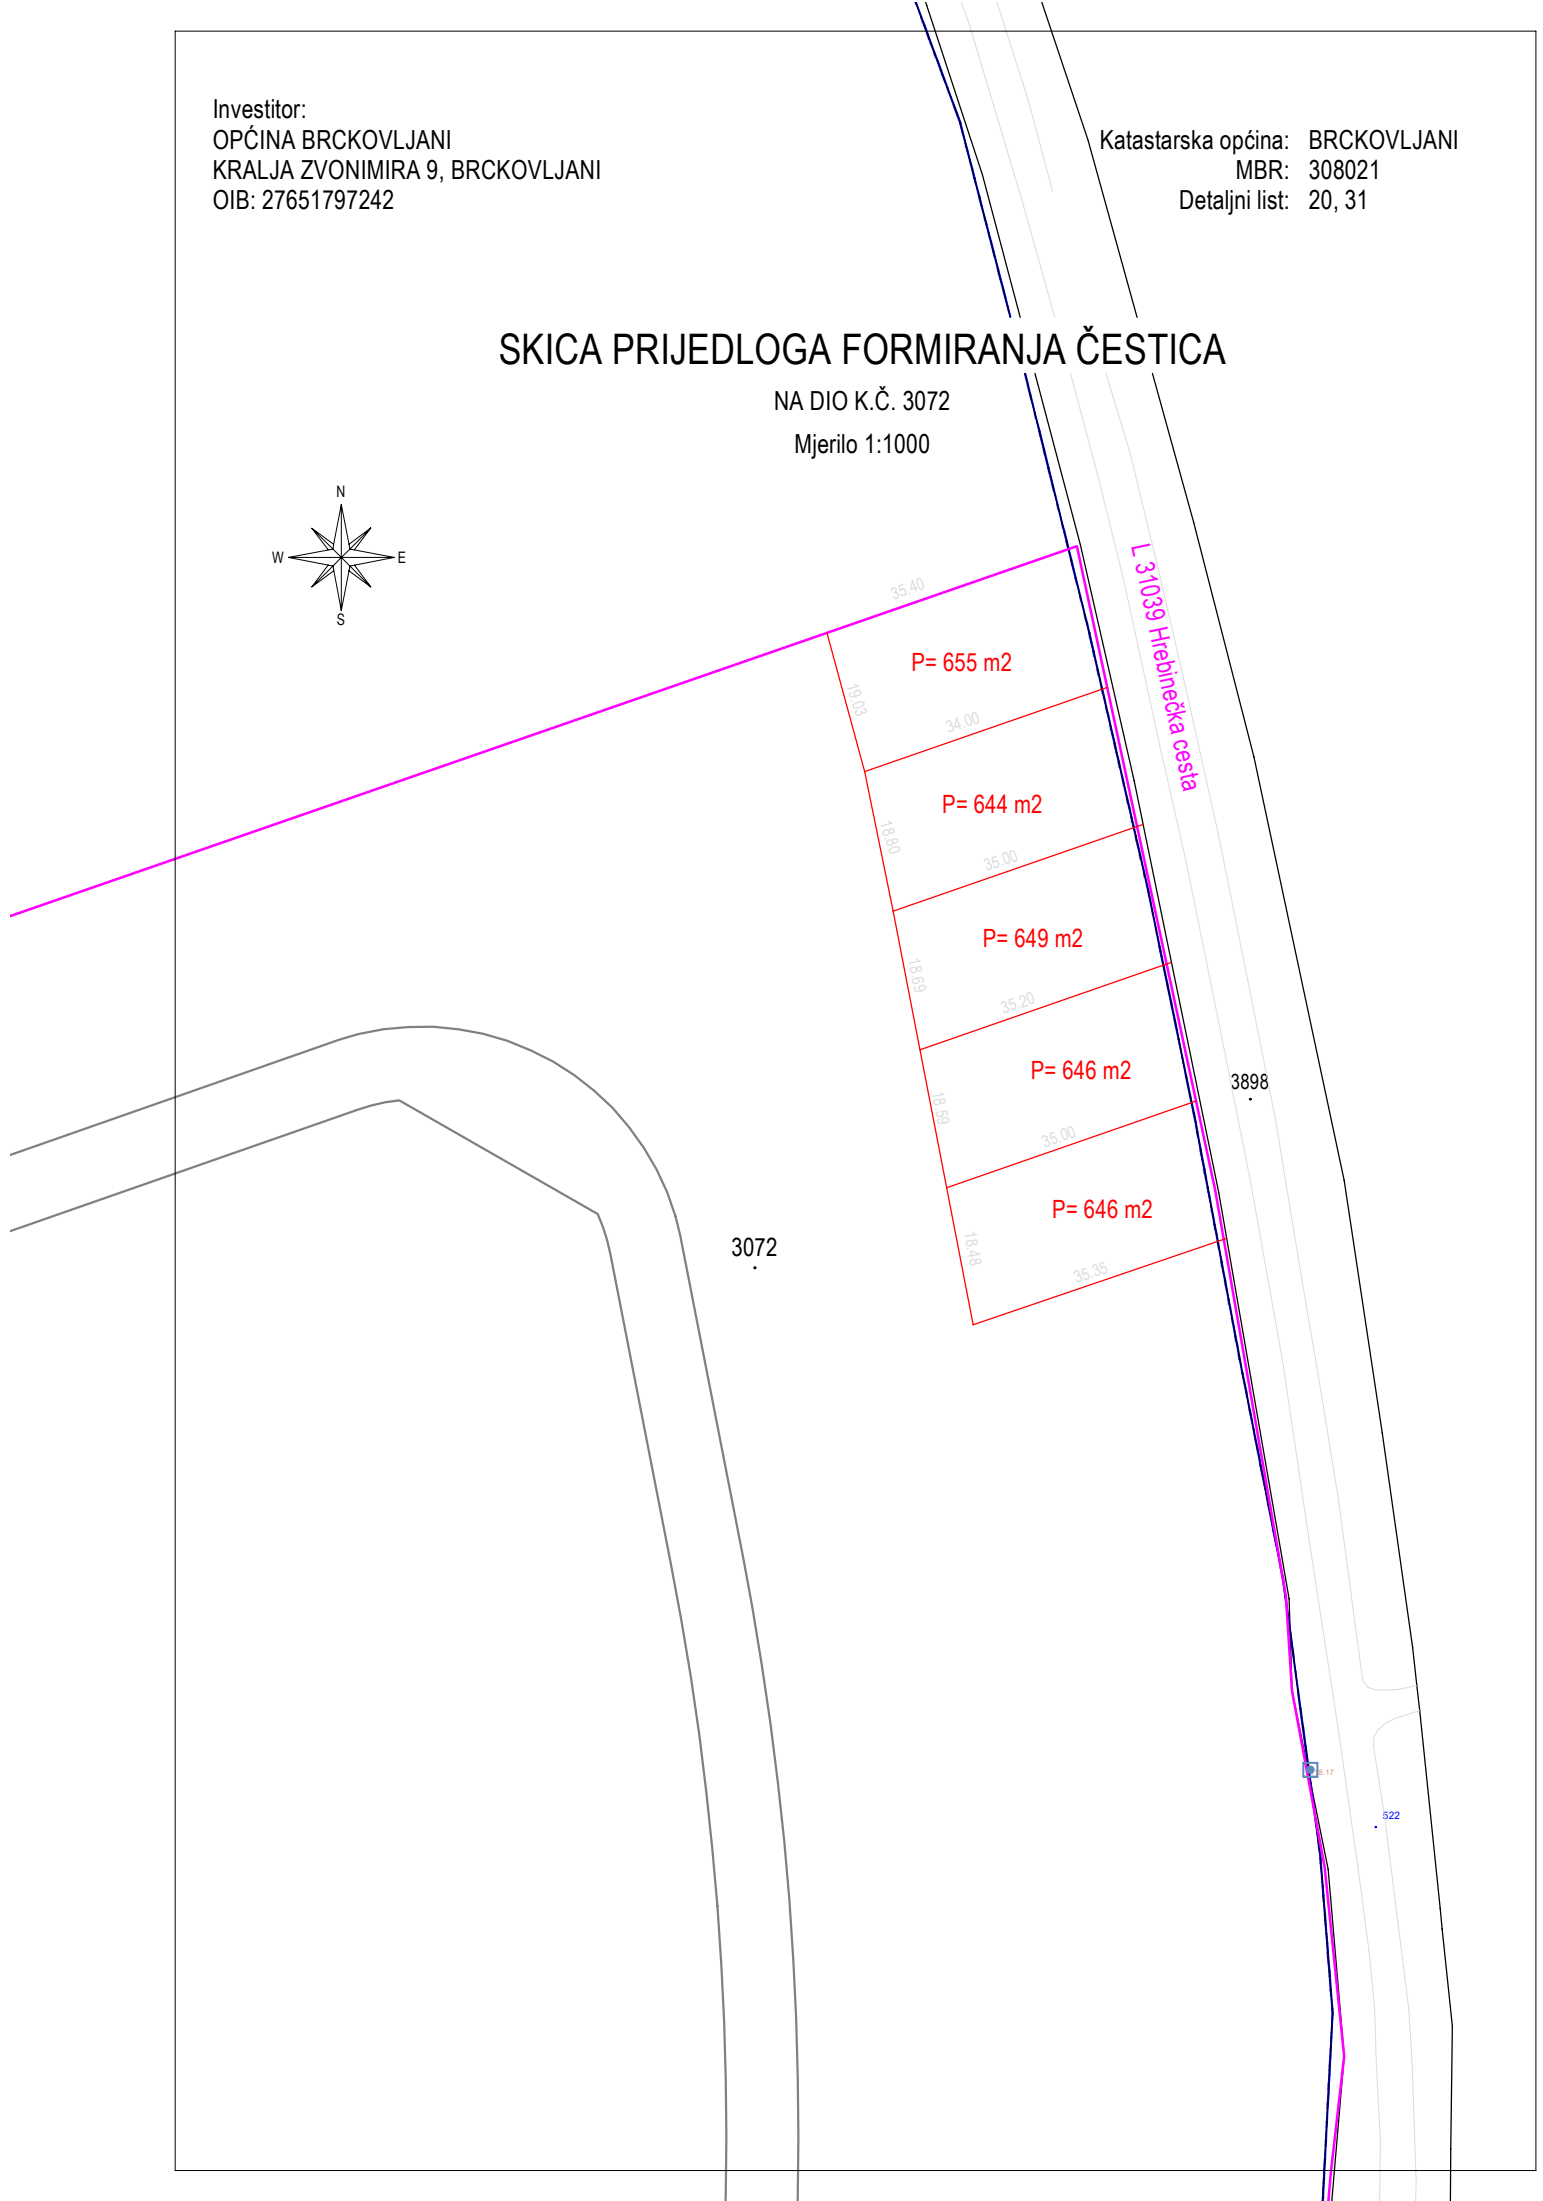 Investitor:
OPĆINA BRCKOVLJANI
KRALJA ZVONIMIRA 9, BRCKOVLJANI
OIB: 27651797242
Katastarska općina: BRCKOVLJANI
MBR: 308021
Detaljni list: 20, 31
SKICA PRIJEDLOGA FORMIRANJA ČESTICA
NA DIO K.Č. 3072
Mjerilo 1:1000
N
W
E
S
L 31039 Hrebinečka cesta
35.40
P= 655 m2
19.03
34.00
P= 644 m2
18.80
35.00
P= 649 m2
18.69
35.20
P= 646 m2
18.59
35.00
P= 646 m2
18.48
35.35
3898
3072
8.17
522